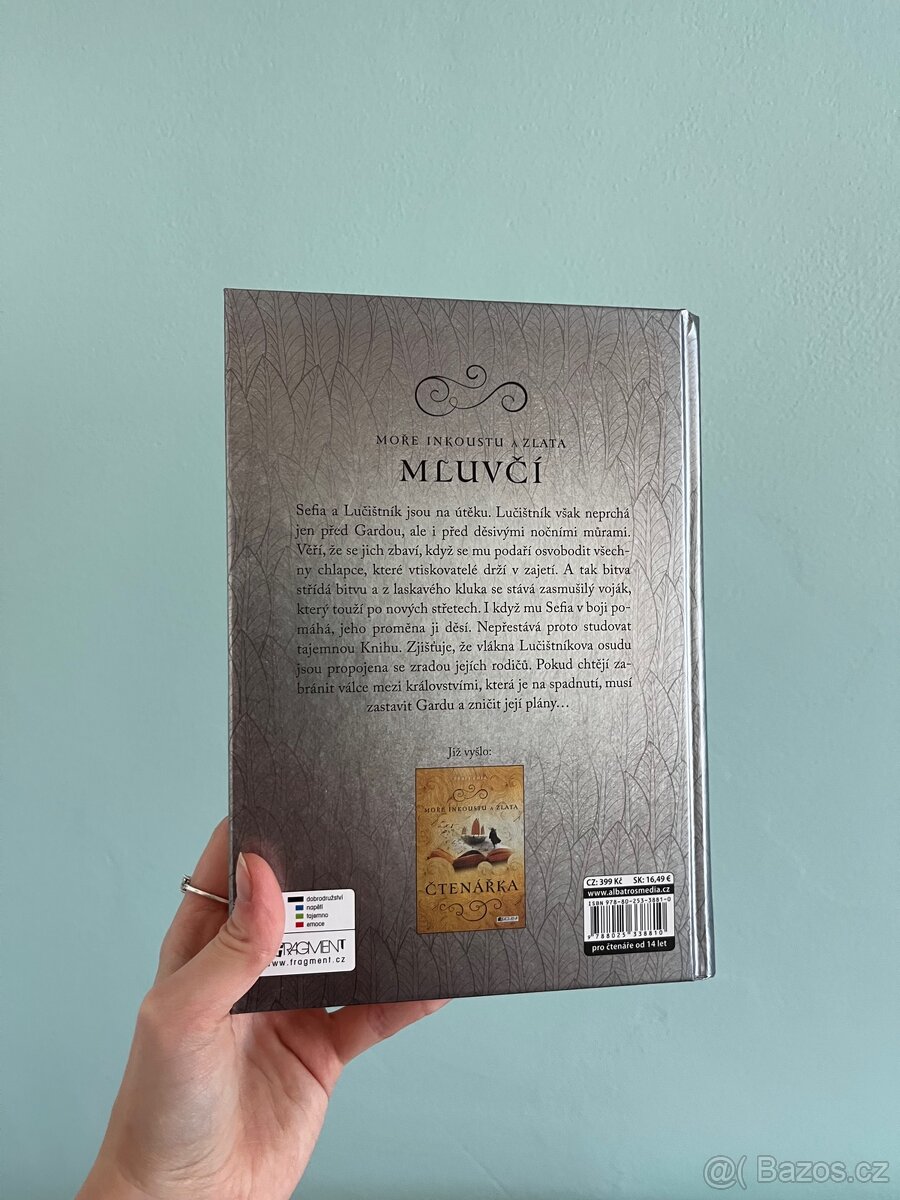 MOŘE INKOUSTU A ZLATA
MLUVČÍ
Sefia a Lučištník jsou na útěku. Lučištník však neprchá
jen před Gardou, ale i před děsivými nočními můrami.
Věří, že se jich zbaví, když se mu podaří osvobodit všech-
ny chlapce, které vtiskovatelé drží v zajetí. A tak bitva
střídá bitvu a z laskavého kluka se stává zasmušilý voják,
který touží po nových střetech. I když mu Sefia v boji po-
máhá, jeho proměna ji děsí. Nepřestává proto studovat
tajemnou Knihu. Zjišťuje, že vlákna Lučištníkova osudu
jsou propojena se zradou jejích rodičů. Pokud chtějí za-
bránit válce mezi královstvími, která je na spadnutí, musí
zastavit Gardu a zničit její plány...
Již vyšlo:
MOŘE INKOUSTU A ZLATA
ČTENÁŘKA
FRAGMENT
dobrodružství
napětí
tajemno
emoce
FRAGMENT
www.fragment.cz
CZ: 399 Kč SK: 16,49 €
www.albatrosmedia.cz
ISBN 978-80-253-3881-0
9 788025 338810
pro čtenáře od 14 let
@( Bazos.cz